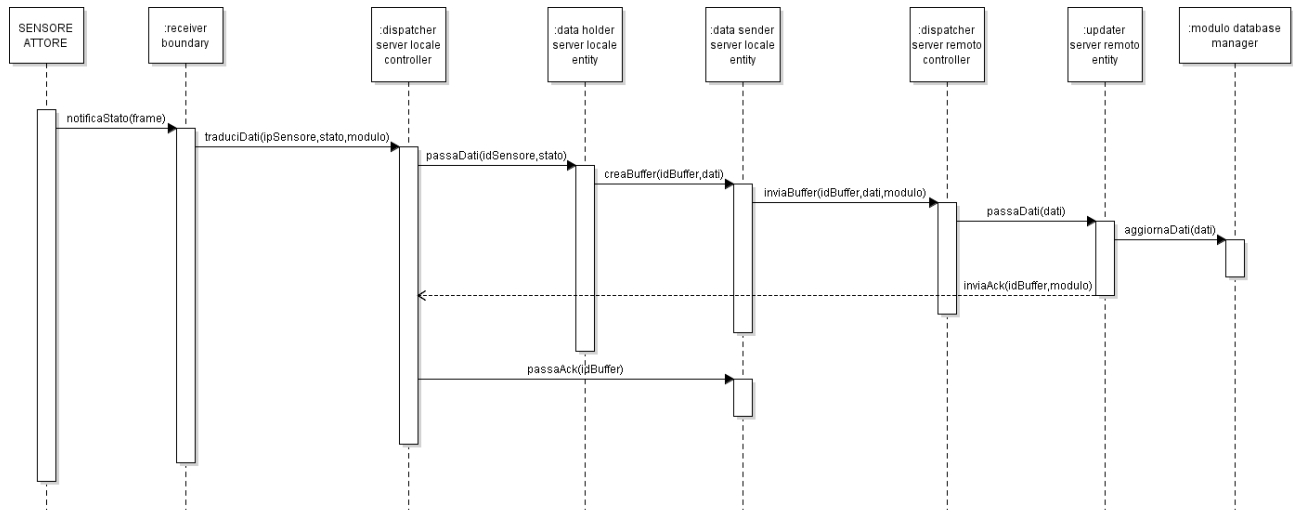 SENSORE
ATTORE
:receiver
boundary
:dispatcher
server locale
controller
:data holder
server locale
entity
:data sender
server locale
entity
:dispatcher
server remoto
controller
:updater
server remoto
entity
:modulo database
manager
notificaStato(frame)
traduciDati(ipSensore,stato,modulo)
passaDati(idSensore,stato)
creaBuffer(idBuffer,dati)
inviaBuffer(idBuffer,dati,modulo)
passaDati(dati)
aggiornaDati(dati)
inviaAck(idBuffer,modulo)
passaAck(idBuffer)